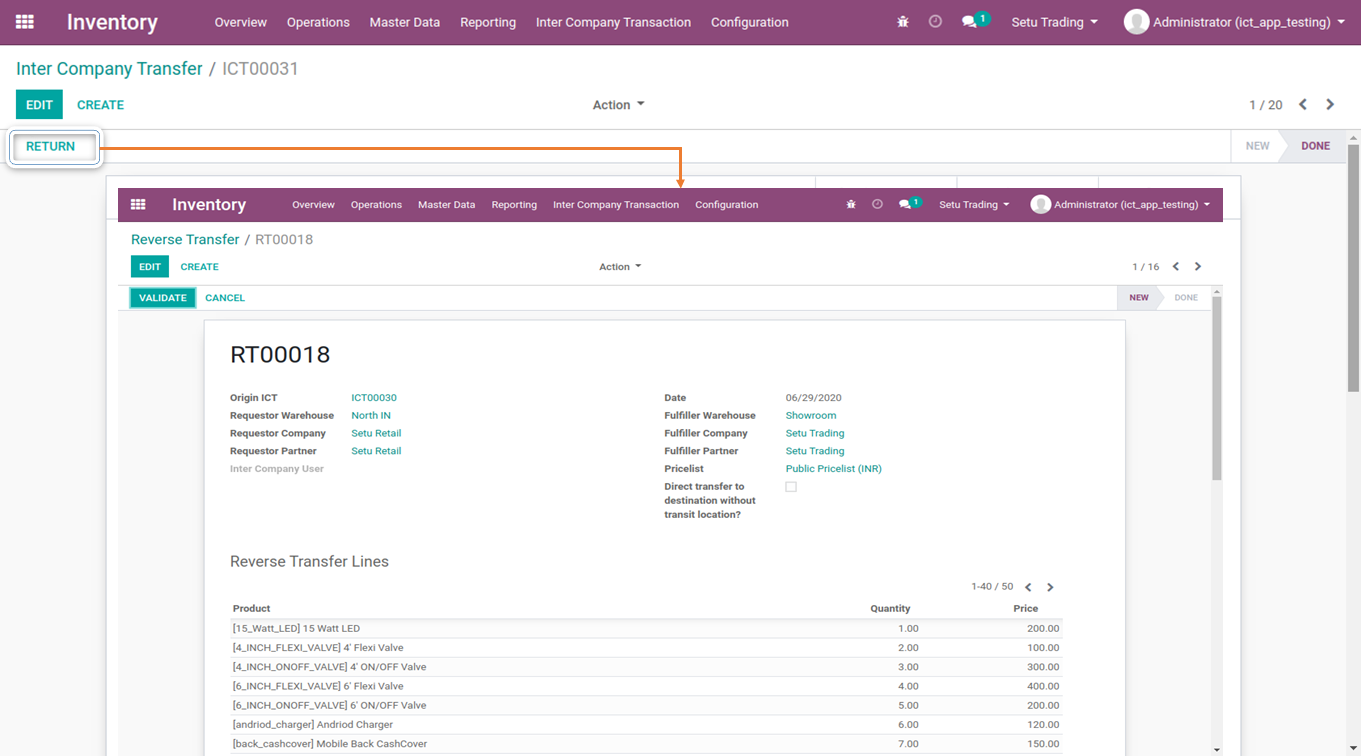 Inventory Overview Operations Master Data Reporting Inter Company Transaction Configuration 1 Setu Trading Administrator (ict_app_testing)
Inter Company Transfer / ICT00031
EDIT CREATE Action 1 / 20
RETURN NEW DONE
Inventory Overview Operations Master Data Reporting Inter Company Transaction Configuration 1 Setu Trading Administrator (ict_app_testing)
Reverse Transfer / RT00018
EDIT CREATE Action 1 / 16
VALIDATE CANCEL NEW DONE
RT00018
Origin ICT ICT00030 Date 06/29/2020
Requestor Warehouse North IN Fulfiller Warehouse Showroom
Requestor Company Setu Retail Fulfiller Company Setu Trading
Requestor Partner Setu Retail Fulfiller Partner Setu Trading
Inter Company User Pricelist Public Pricelist (INR)
Direct transfer to
destination without
transit location?
Reverse Transfer Lines
1-40 / 50
Product Quantity Price
[15_Watt_LED] 15 Watt LED 1.00 200.00
[4_INCH_FLEXI_VALVE] 4' Flexi Valve 2.00 100.00
[4_INCH_ONOFF_VALVE] 4' ON/OFF Valve 3.00 300.00
[6_INCH_FLEXI_VALVE] 6' Flexi Valve 4.00 400.00
[6_INCH_ONOFF_VALVE] 6' ON/OFF Valve 5.00 200.00
[andriod_charger] Andriod Charger 6.00 120.00
[back_cashcover] Mobile Back CashCover 7.00 150.00